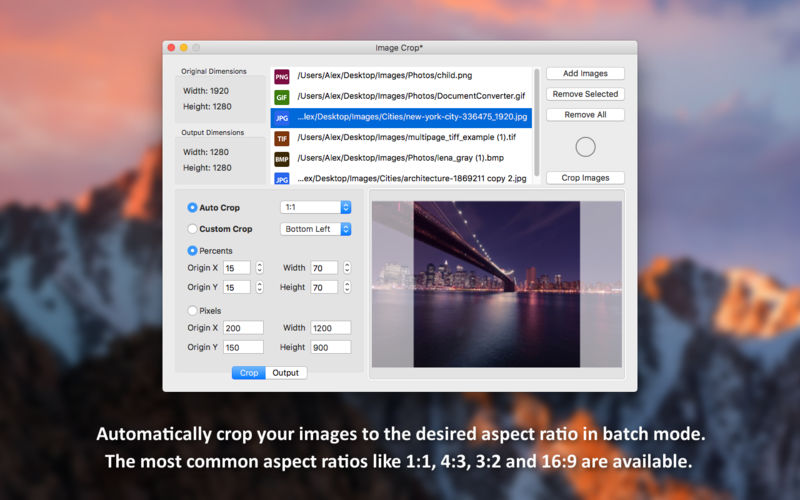 Image Crop*
Original Dimensions
Width: 1920
Height: 1280
Output Dimensions
Width: 1280
Height: 1280
PNG /Users/Alex/Desktop/Images/Photos/child.png
GIF /Users/Alex/Desktop/Images/Photos/DocumentConverter.gif
JPG ...lex/Desktop/Images/Cities/new-york-city-336475_1920.jpg
TIF /Users/Alex/Desktop/Images/multipage_tiff_example (1).tif
BMP /Users/Alex/Desktop/Images/Photos/lena_gray (1).bmp
JPG ...ex/Desktop/Images/Cities/architecture-1869211 copy 2.jpg
Add Images
Remove Selected
Remove All
Crop Images
Auto Crop 1:1
Custom Crop Bottom Left
Percents
Origin X 15 Width 70
Origin Y 15 Height 70
Pixels
Origin X 200 Width 1200
Origin Y 150 Height 900
Crop Output
Automatically crop your images to the desired aspect ratio in batch mode.
The most common aspect ratios like 1:1, 4:3, 3:2 and 16:9 are available.